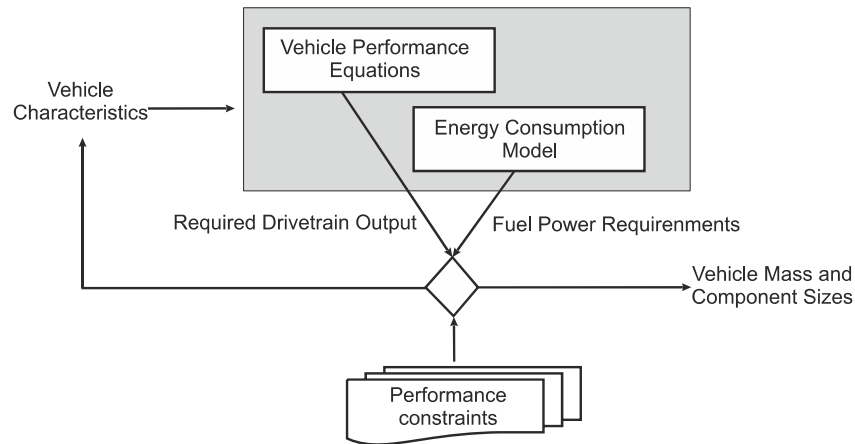 Vehicle Performance
Equations
Vehicle
Characteristics
Energy Consumption
Model
Required Drivetrain Output
Fuel Power Requirenments
Vehicle Mass and
Component Sizes
Performance
constraints